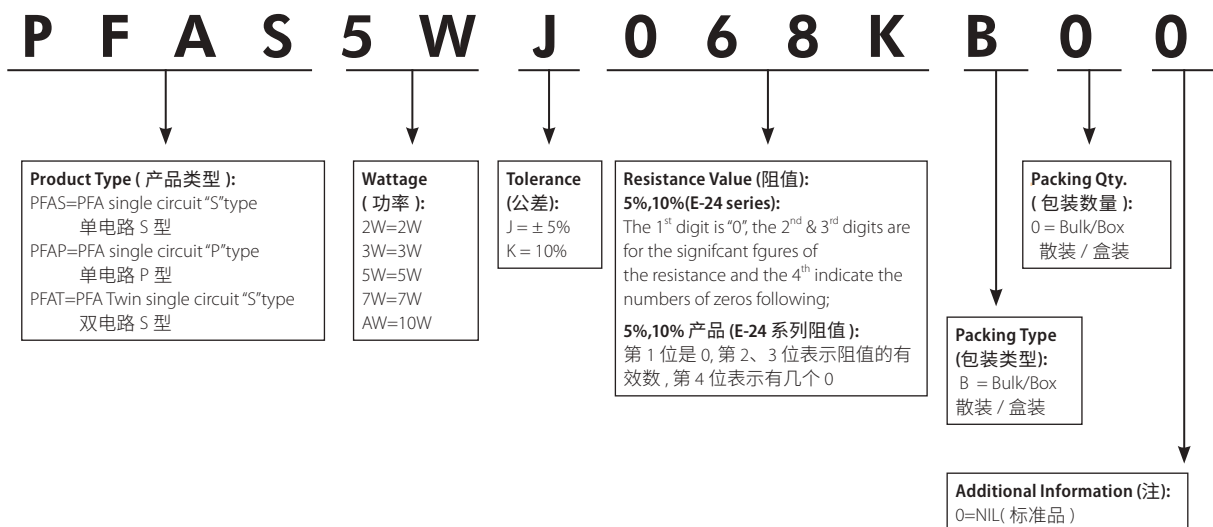 P F A S 5 W J 0 6 8 K B 0 0
Product Type ( 产品类型 ):
PFAS=PFA single circuit “S”type
单电路 S 型
PFAP=PFA single circuit “P”type
单电路 P 型
PFAT=PFA Twin single circuit “S”type
双电路 S 型
Wattage
( 功率 ):
2W=2W
3W=3W
5W=5W
7W=7W
AW=10W
Tolerance
(公差):
J = ± 5%
K = 10%
Resistance Value (阻值):
5%,10%(E-24 series):
The 1st digit is “0”, the 2nd & 3rd digits are
for the signifcant fgures of
the resistance and the 4th indicate the
numbers of zeros following;
5%,10% 产品 (E-24 系列阻值 ):
第 1 位是 0, 第 2、3 位表示阻值的有
效数 , 第 4 位表示有几个 0
Packing Qty.
( 包装数量 ):
0 = Bulk/Box
散装 / 盒装
Packing Type
(包装类型):
B = Bulk/Box
散装 / 盒装
Additional Information (注):
0=NIL( 标准品 )